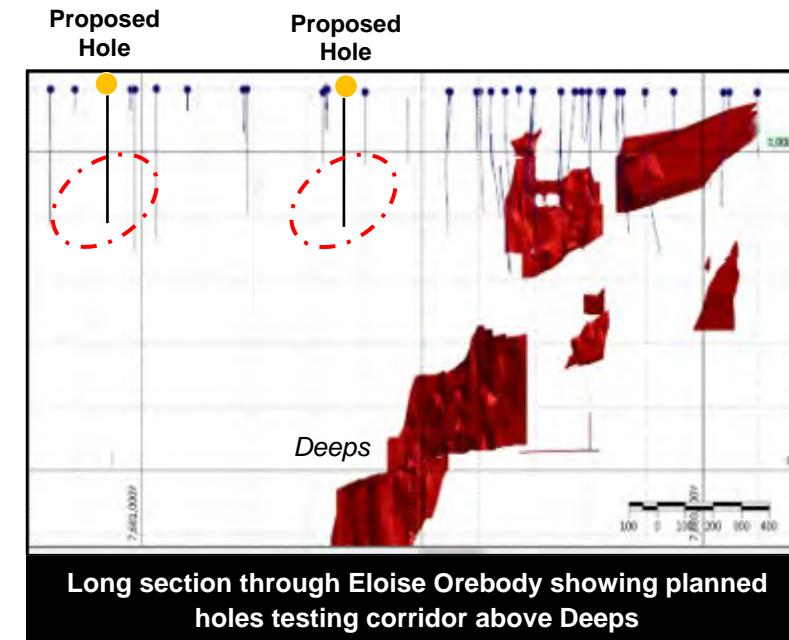 Proposed
Hole
Proposed
Hole
Deeps
100 0 100 200 300 400
Long section through Eloise Orebody showing planned
holes testing corridor above Deeps